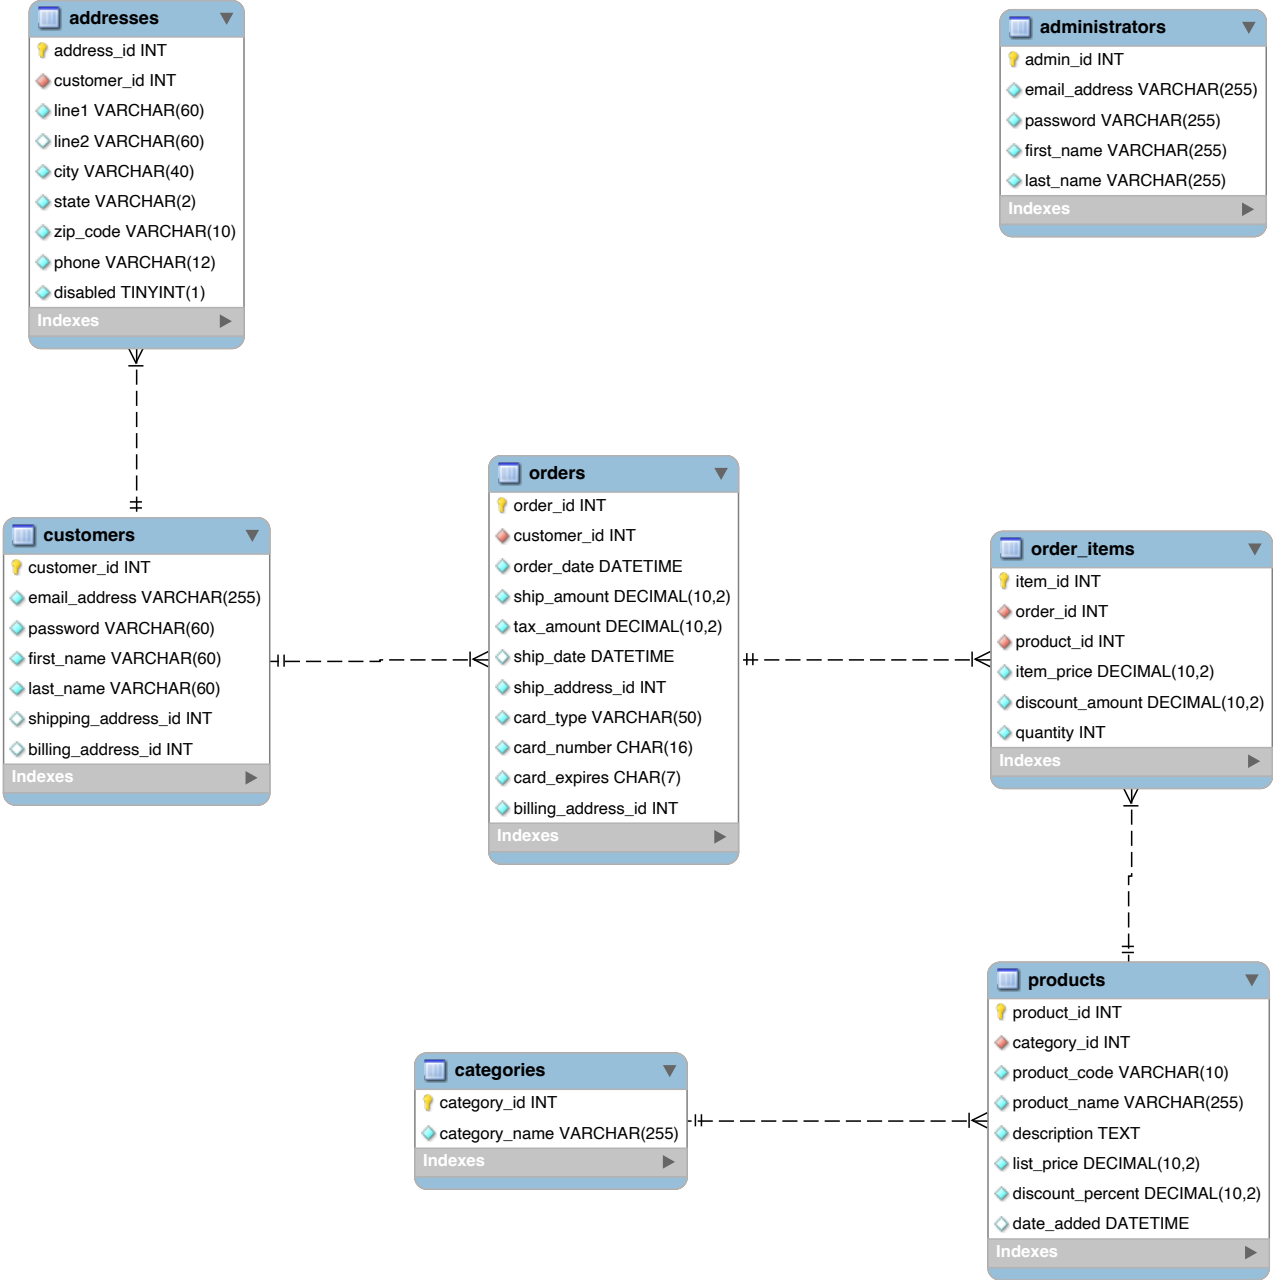 addresses
address_id INT
customer_id INT
line1 VARCHAR(60)
line2 VARCHAR(60)
city VARCHAR(40)
state VARCHAR(2)
zip_code VARCHAR(10)
phone VARCHAR(12)
disabled TINYINT(1)
Indexes
administrators
admin_id INT
email_address VARCHAR(255)
password VARCHAR(255)
first_name VARCHAR(255)
last_name VARCHAR(255)
Indexes
customers
customer_id INT
email_address VARCHAR(255)
password VARCHAR(60)
first_name VARCHAR(60)
last_name VARCHAR(60)
shipping_address_id INT
billing_address_id INT
Indexes
orders
order_id INT
customer_id INT
order_date DATETIME
ship_amount DECIMAL(10,2)
tax_amount DECIMAL(10,2)
ship_date DATETIME
ship_address_id INT
card_type VARCHAR(50)
card_number CHAR(16)
card_expires CHAR(7)
billing_address_id INT
Indexes
order_items
item_id INT
order_id INT
product_id INT
item_price DECIMAL(10,2)
discount_amount DECIMAL(10,2)
quantity INT
Indexes
categories
category_id INT
category_name VARCHAR(255)
Indexes
products
product_id INT
category_id INT
product_code VARCHAR(10)
product_name VARCHAR(255)
description TEXT
list_price DECIMAL(10,2)
discount_percent DECIMAL(10,2)
date_added DATETIME
Indexes